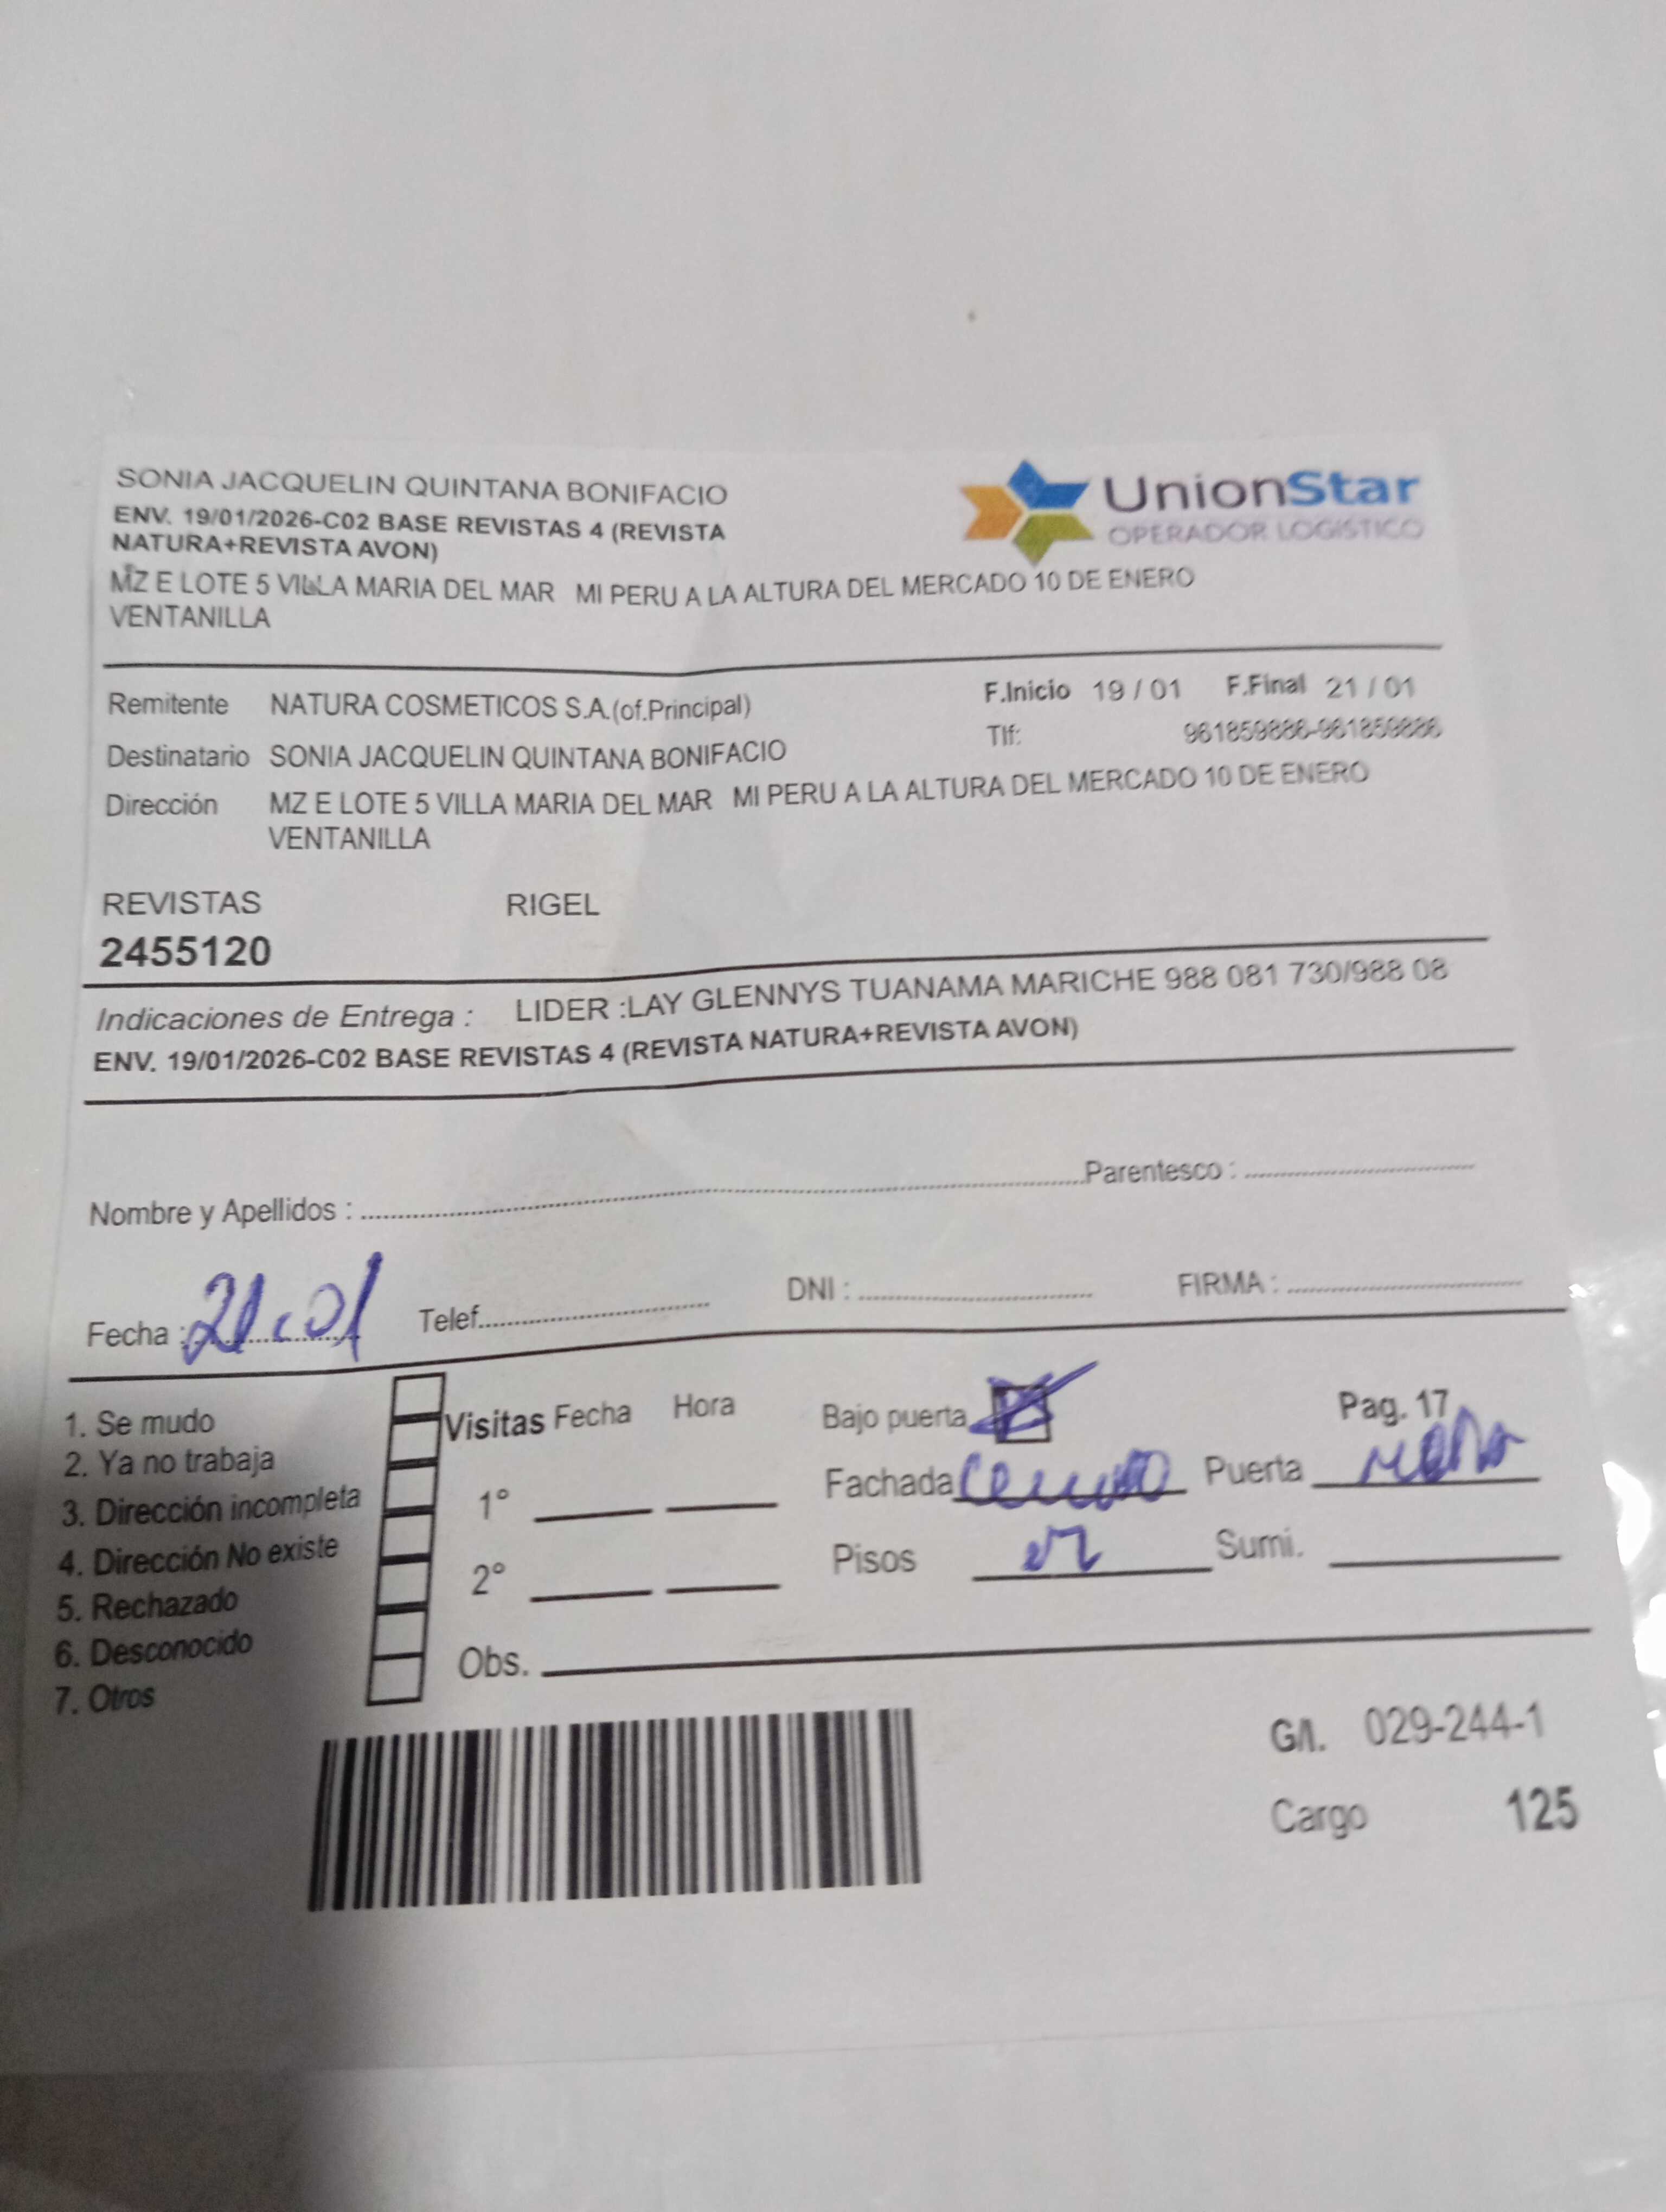 SONIA JACQUELIN QUINTANA BONIFACIO
UnionStar
OPERADOR LOGÍSTICO
ENV. 19/01/2026-C02 BASE REVISTAS 4 (REVISTA
NATURA+REVISTA AVON)
MZ E LOTE 5 VILLA MARIA DEL MAR MI PERU A LA ALTURA DEL MERCADO 10 DE ENERO
VENTANILLA
Remitente NATURA COSMETICOS S.A.(of.Principal) F.Inicio 19 / 01 F.Final 21 / 01
Destinatario SONIA JACQUELIN QUINTANA BONIFACIO Tlf: 961859886-961859886
Dirección MZ E LOTE 5 VILLA MARIA DEL MAR MI PERU A LA ALTURA DEL MERCADO 10 DE ENERO
VENTANILLA
REVISTAS RIGEL
2455120
Indicaciones de Entrega : LIDER :LAY GLENNYS TUANAMA MARICHE 988 081 730/988 08
ENV. 19/01/2026-C02 BASE REVISTAS 4 (REVISTA NATURA+REVISTA AVON)
Nombre y Apellidos : Parentesco :
Fecha : 21.01 Telef. DNI : FIRMA :
1. Se mudo
2. Ya no trabaja
3. Dirección incompleta
4. Dirección No existe
5. Rechazado
6. Desconocido
7. Otros
Visitas Fecha Hora
1°
2°
Obs.
Bajo puerta Pag. 17
Fachada Puerta
Pisos Sumi.
G/I. 029-244-1
Cargo 125